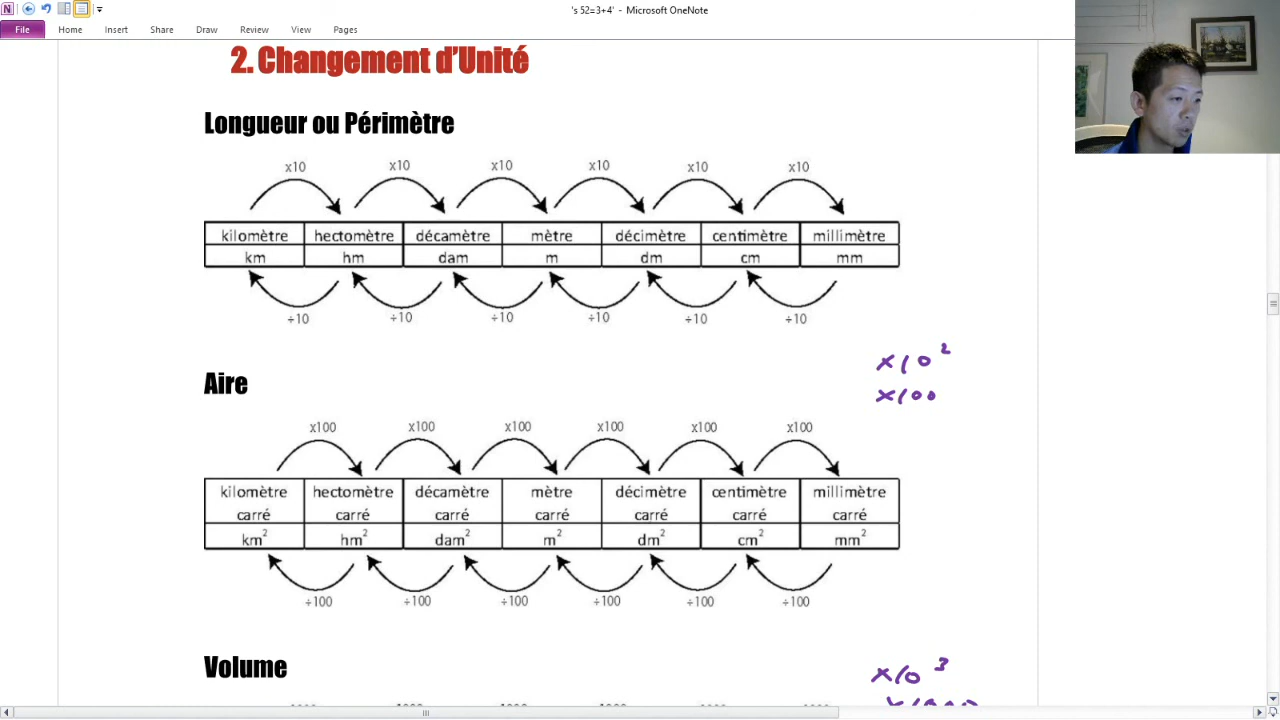 's 52=3+4' - Microsoft OneNote
File Home Insert Share Draw Review View Pages
2. Changement d'Unité
Longueur ou Périmètre
x10 x10 x10 x10 x10 x10
kilomètre hectomètre décamètre mètre décimètre centimètre millimètre
km hm dam m dm cm mm
÷10 ÷10 ÷10 ÷10 ÷10 ÷10
x10²
Aire
x100
x100 x100 x100 x100 x100 x100
kilomètre hectomètre décamètre mètre décimètre centimètre millimètre
carré carré carré carré carré carré carré
km² hm² dam² m² dm² cm² mm²
÷100 ÷100 ÷100 ÷100 ÷100 ÷100
Volume
x10³